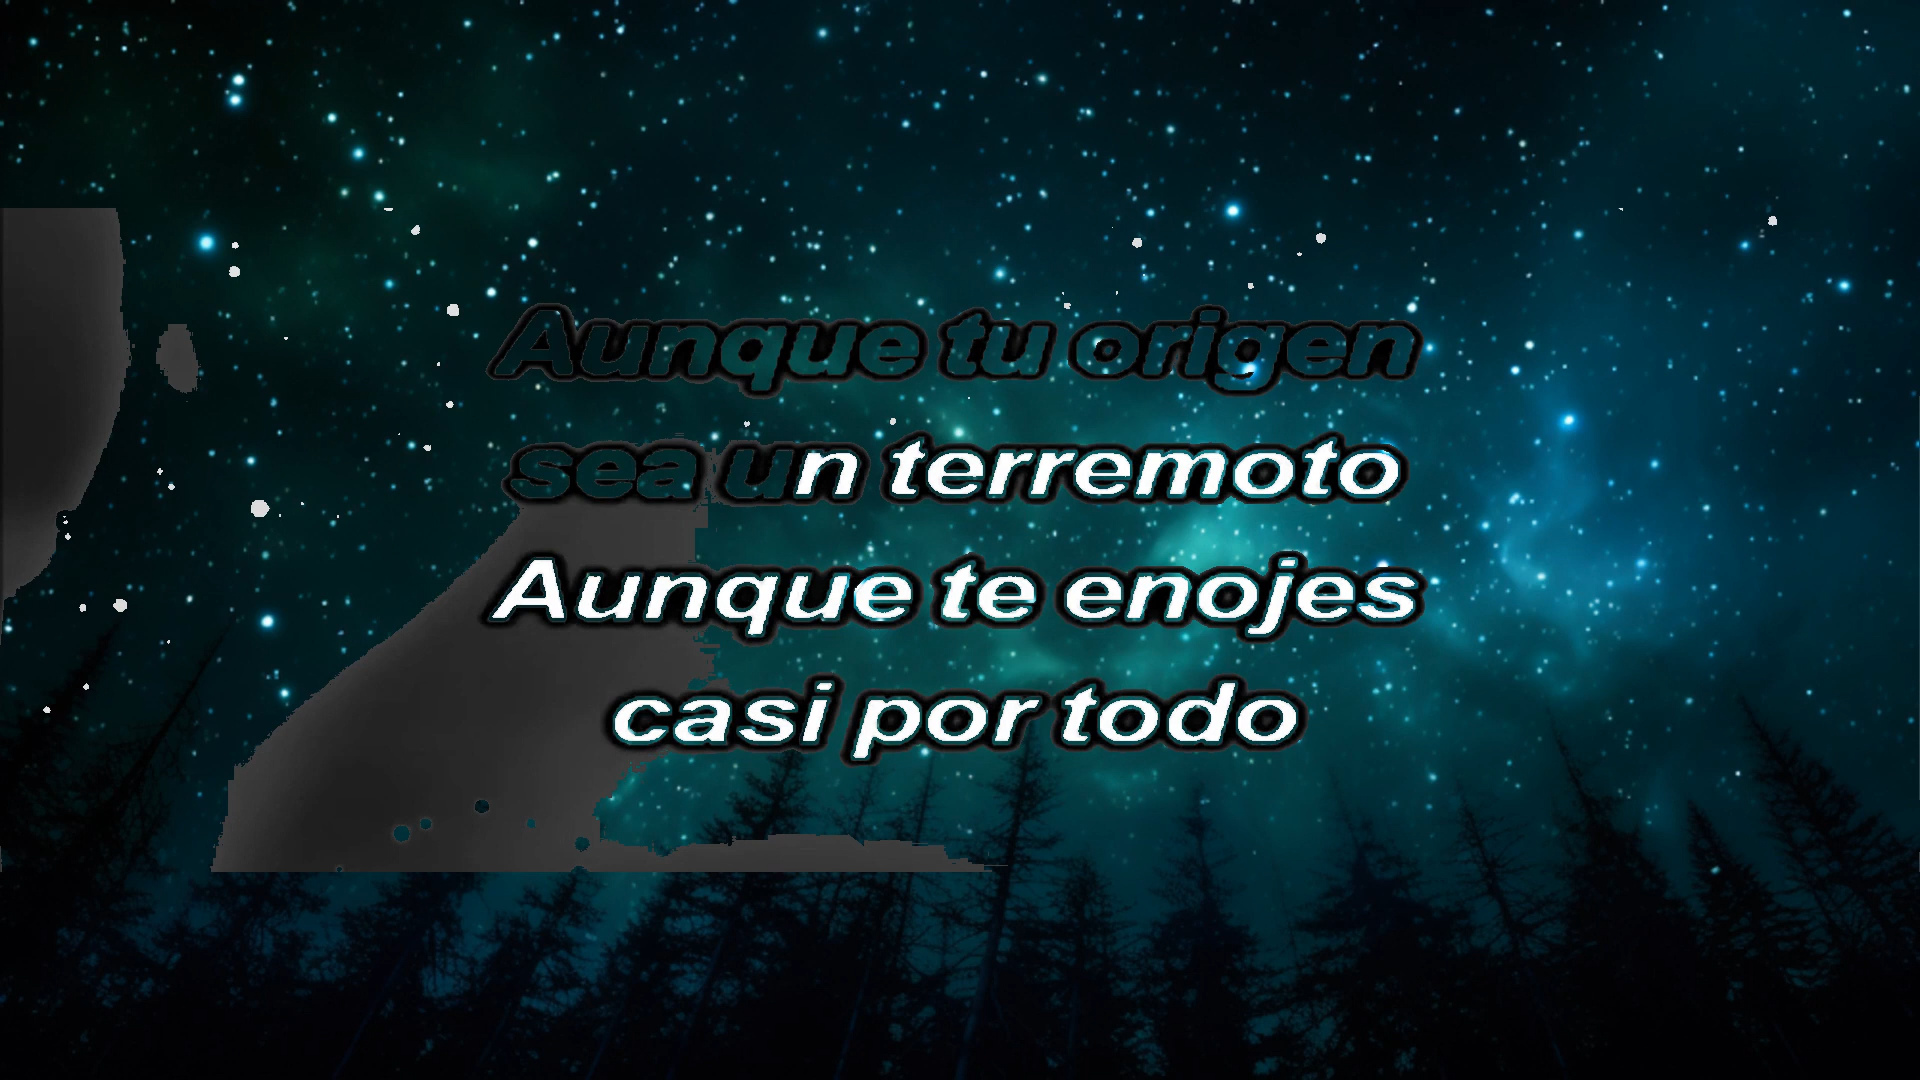 Aunque tu origen
sea un terremoto
Aunque te enojes
casi por todo